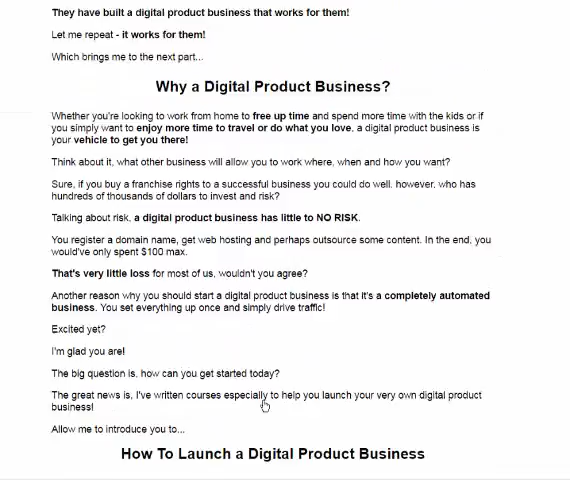 They have built a digital product business that works for them!
Let me repeat - it works for them!
Which brings me to the next part...
Why a Digital Product Business?
Whether you're looking to work from home to free up time and spend more time with the kids or if
you simply want to enjoy more time to travel or do what you love, a digital product business is
your vehicle to get you there!
Think about it, what other business will allow you to work where, when and how you want?
Sure, if you buy a franchise rights to a successful business you could do well, however, who has
hundreds of thousands of dollars to invest and risk?
Talking about risk, a digital product business has little to NO RISK.
You register a domain name, get web hosting and perhaps outsource some content. In the end, you
would've only spent $100 max.
That's very little loss for most of us, wouldn't you agree?
Another reason why you should start a digital product business is that it's a completely automated
business. You set everything up once and simply drive traffic!
Excited yet?
I'm glad you are!
The big question is, how can you get started today?
The great news is, I've written courses especially to help you launch your very own digital product
business!
Allow me to introduce you to...
How To Launch a Digital Product Business